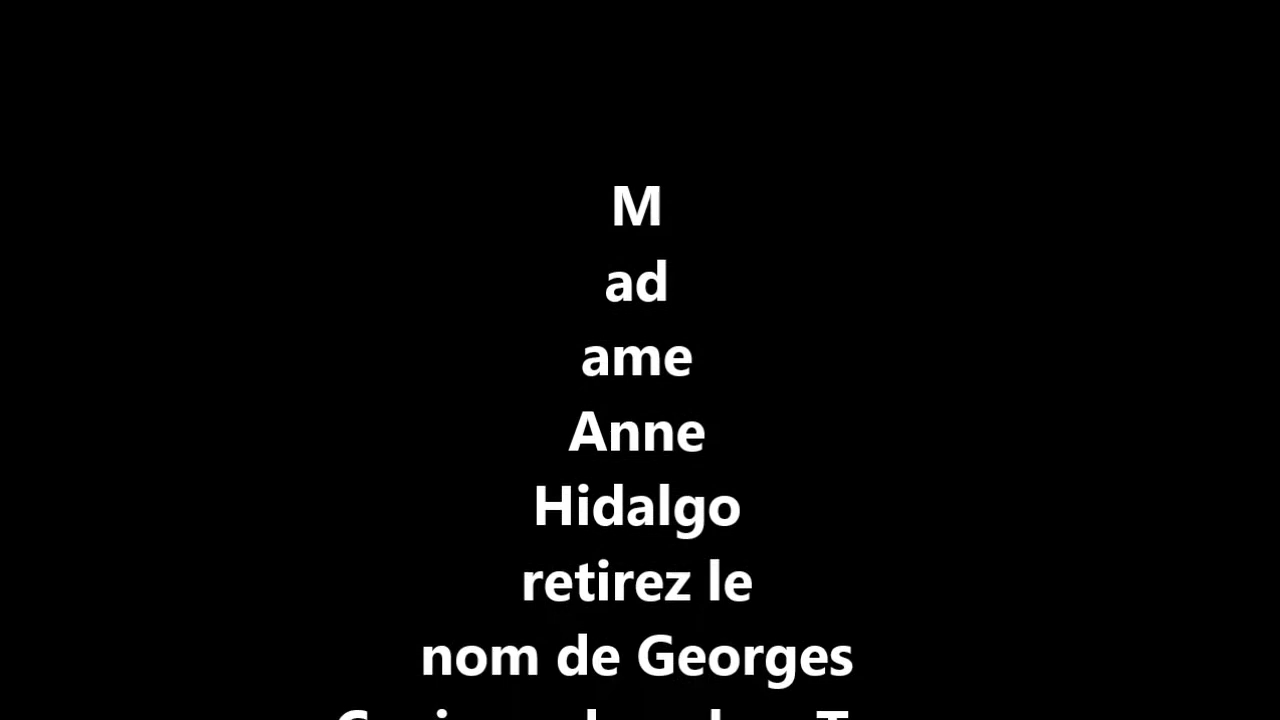 M
ad
ame
Anne
Hidalgo
retirez le
nom de Georges